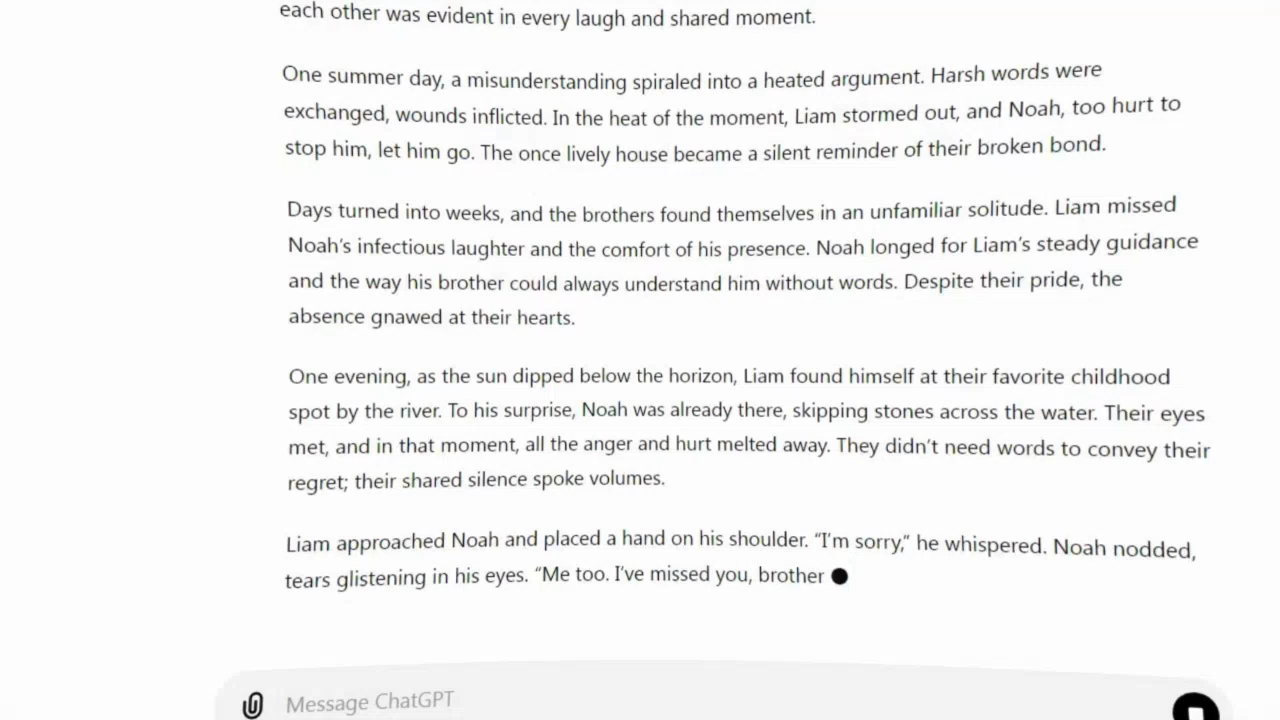 each other was evident in every laugh and shared moment.
One summer day, a misunderstanding spiraled into a heated argument. Harsh words were
exchanged, wounds inflicted. In the heat of the moment, Liam stormed out, and Noah, too hurt to
stop him, let him go. The once lively house became a silent reminder of their broken bond.
Days turned into weeks, and the brothers found themselves in an unfamiliar solitude. Liam missed
Noah’s infectious laughter and the comfort of his presence. Noah longed for Liam’s steady guidance
and the way his brother could always understand him without words. Despite their pride, the
absence gnawed at their hearts.
One evening, as the sun dipped below the horizon, Liam found himself at their favorite childhood
spot by the river. To his surprise, Noah was already there, skipping stones across the water. Their eyes
met, and in that moment, all the anger and hurt melted away. They didn’t need words to convey their
regret; their shared silence spoke volumes.
Liam approached Noah and placed a hand on his shoulder. “I’m sorry,” he whispered. Noah nodded,
tears glistening in his eyes. “Me too. I’ve missed you, brother
Message ChatGPT